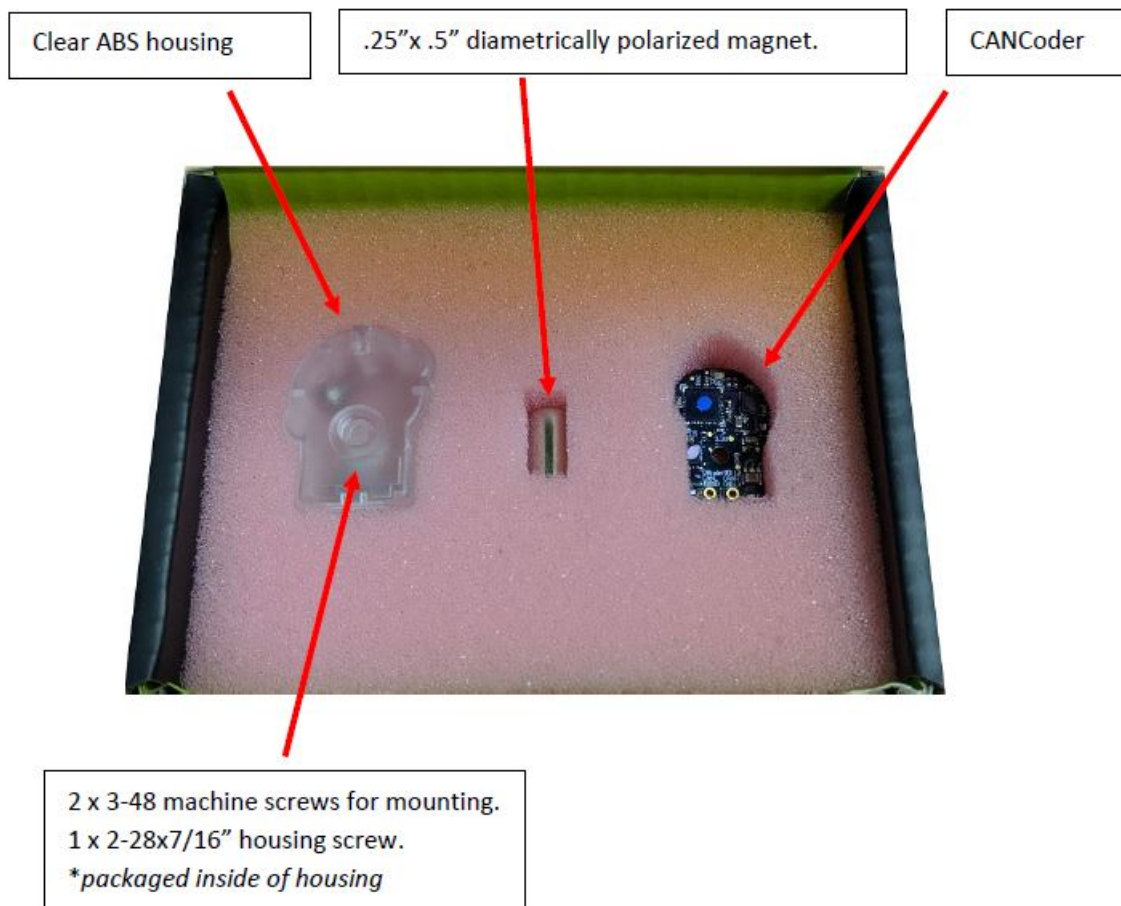 Clear ABS housing
.25”x .5” diametrically polarized magnet.
CANCoder
2 x 3-48 machine screws for mounting.
1 x 2-28x7/16” housing screw.
*packaged inside of housing